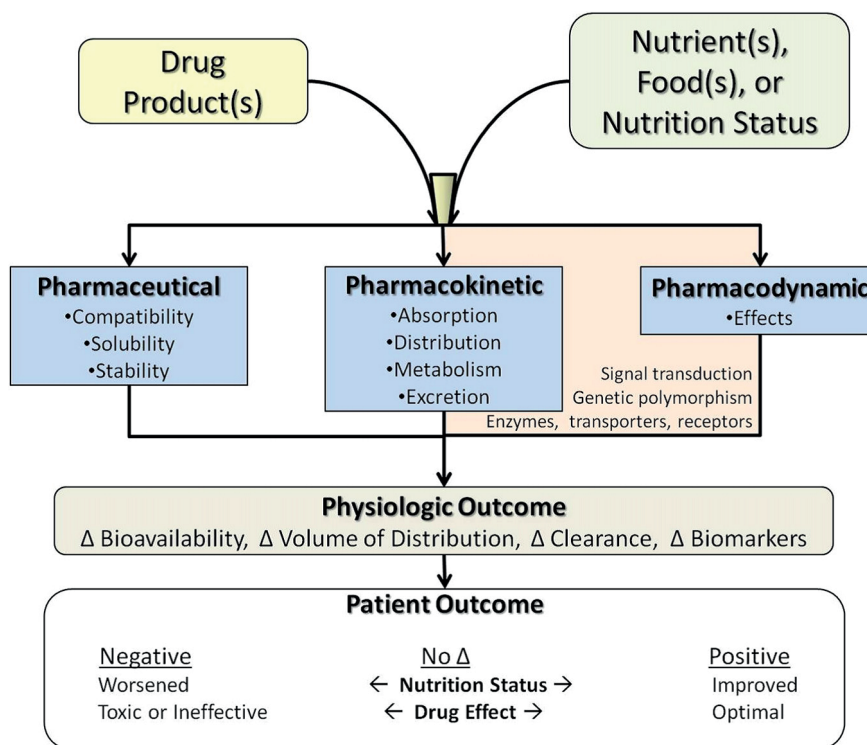 Drug
Product(s)
Nutrient(s),
Food(s), or
Nutrition Status
Pharmaceutical
•Compatibility
•Solubility
•Stability
Pharmacokinetic
•Absorption
•Distribution
•Metabolism
•Excretion
Pharmacodynamic
•Effects
Signal transduction
Genetic polymorphism
Enzymes, transporters, receptors
Physiologic Outcome
Δ Bioavailability, Δ Volume of Distribution, Δ Clearance, Δ Biomarkers
Patient Outcome
Negative No Δ Positive
Worsened ← Nutrition Status → Improved
Toxic or Ineffective ← Drug Effect → Optimal